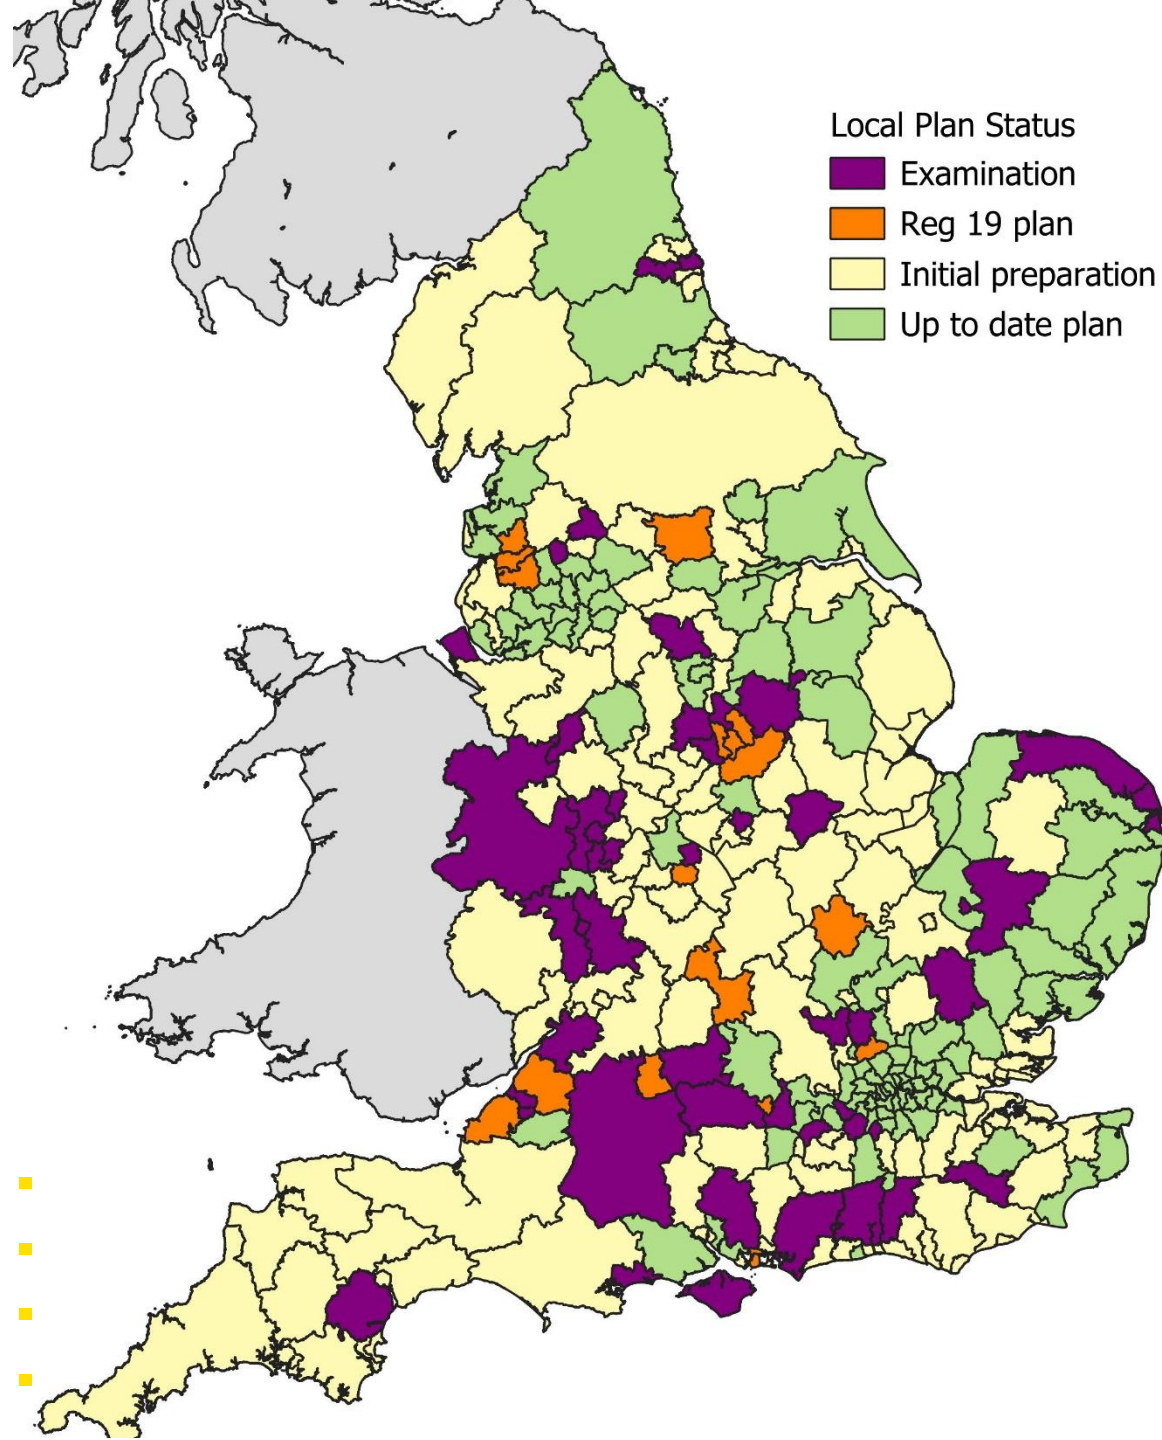 Local Plan Status
Examination
Reg 19 plan
Initial preparation
Up to date plan